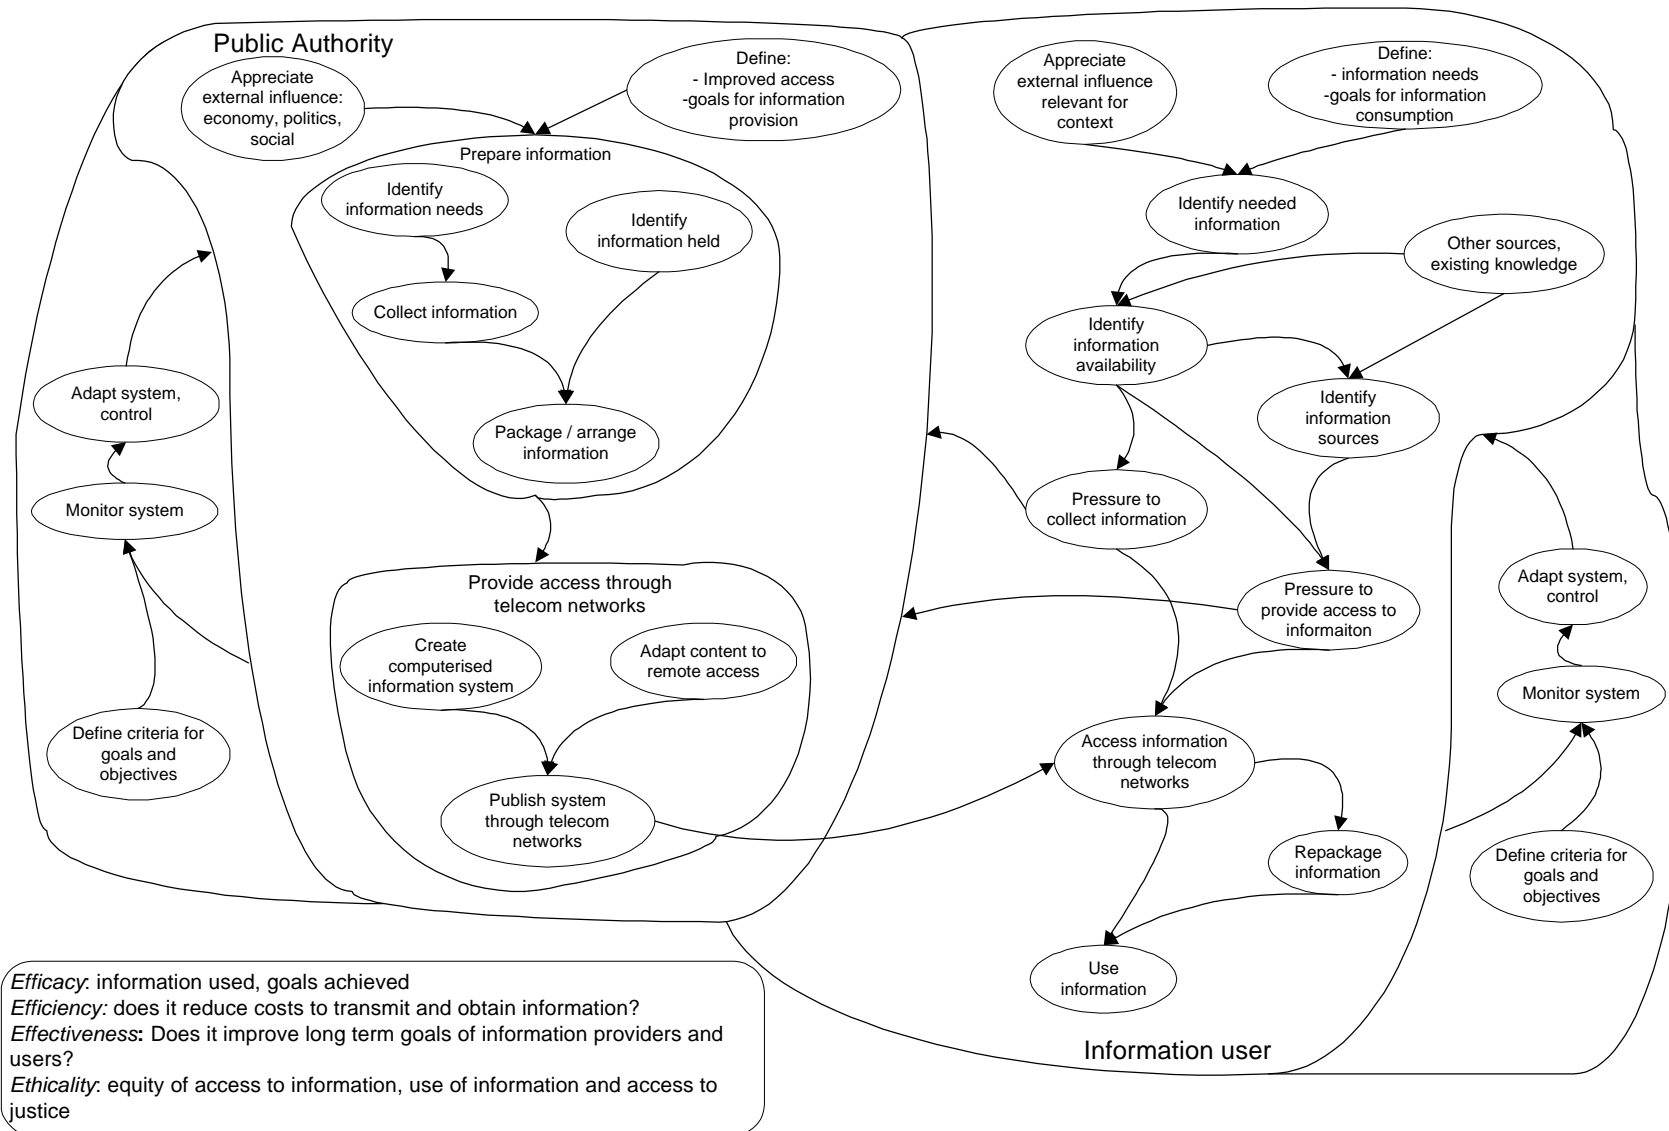 Public Authority
Appreciate
external influence:
economy, politics,
social
Define:
- Improved access
-goals for information
provision
Prepare information
Identify
information needs
Identify
information held
Collect information
Package / arrange
information
Adapt system,
control
Monitor system
Define criteria for
goals and
objectives
Provide access through
telecom networks
Create
computerised
information system
Adapt content to
remote access
Publish system
through telecom
networks
Appreciate
external influence
relevant for
context
Define:
- information needs
-goals for information
consumption
Identify needed
information
Other sources,
existing knowledge
Identify
information
availability
Identify
information
sources
Pressure to
collect information
Pressure to
provide access to
informaiton
Access information
through telecom
networks
Repackage
information
Use
information
Adapt system,
control
Monitor system
Define criteria for
goals and
objectives
Information user
Efficacy: information used, goals achieved
Efficiency: does it reduce costs to transmit and obtain information?
Effectiveness: Does it improve long term goals of information providers and
users?
Ethicality: equity of access to information, use of information and access to
justice